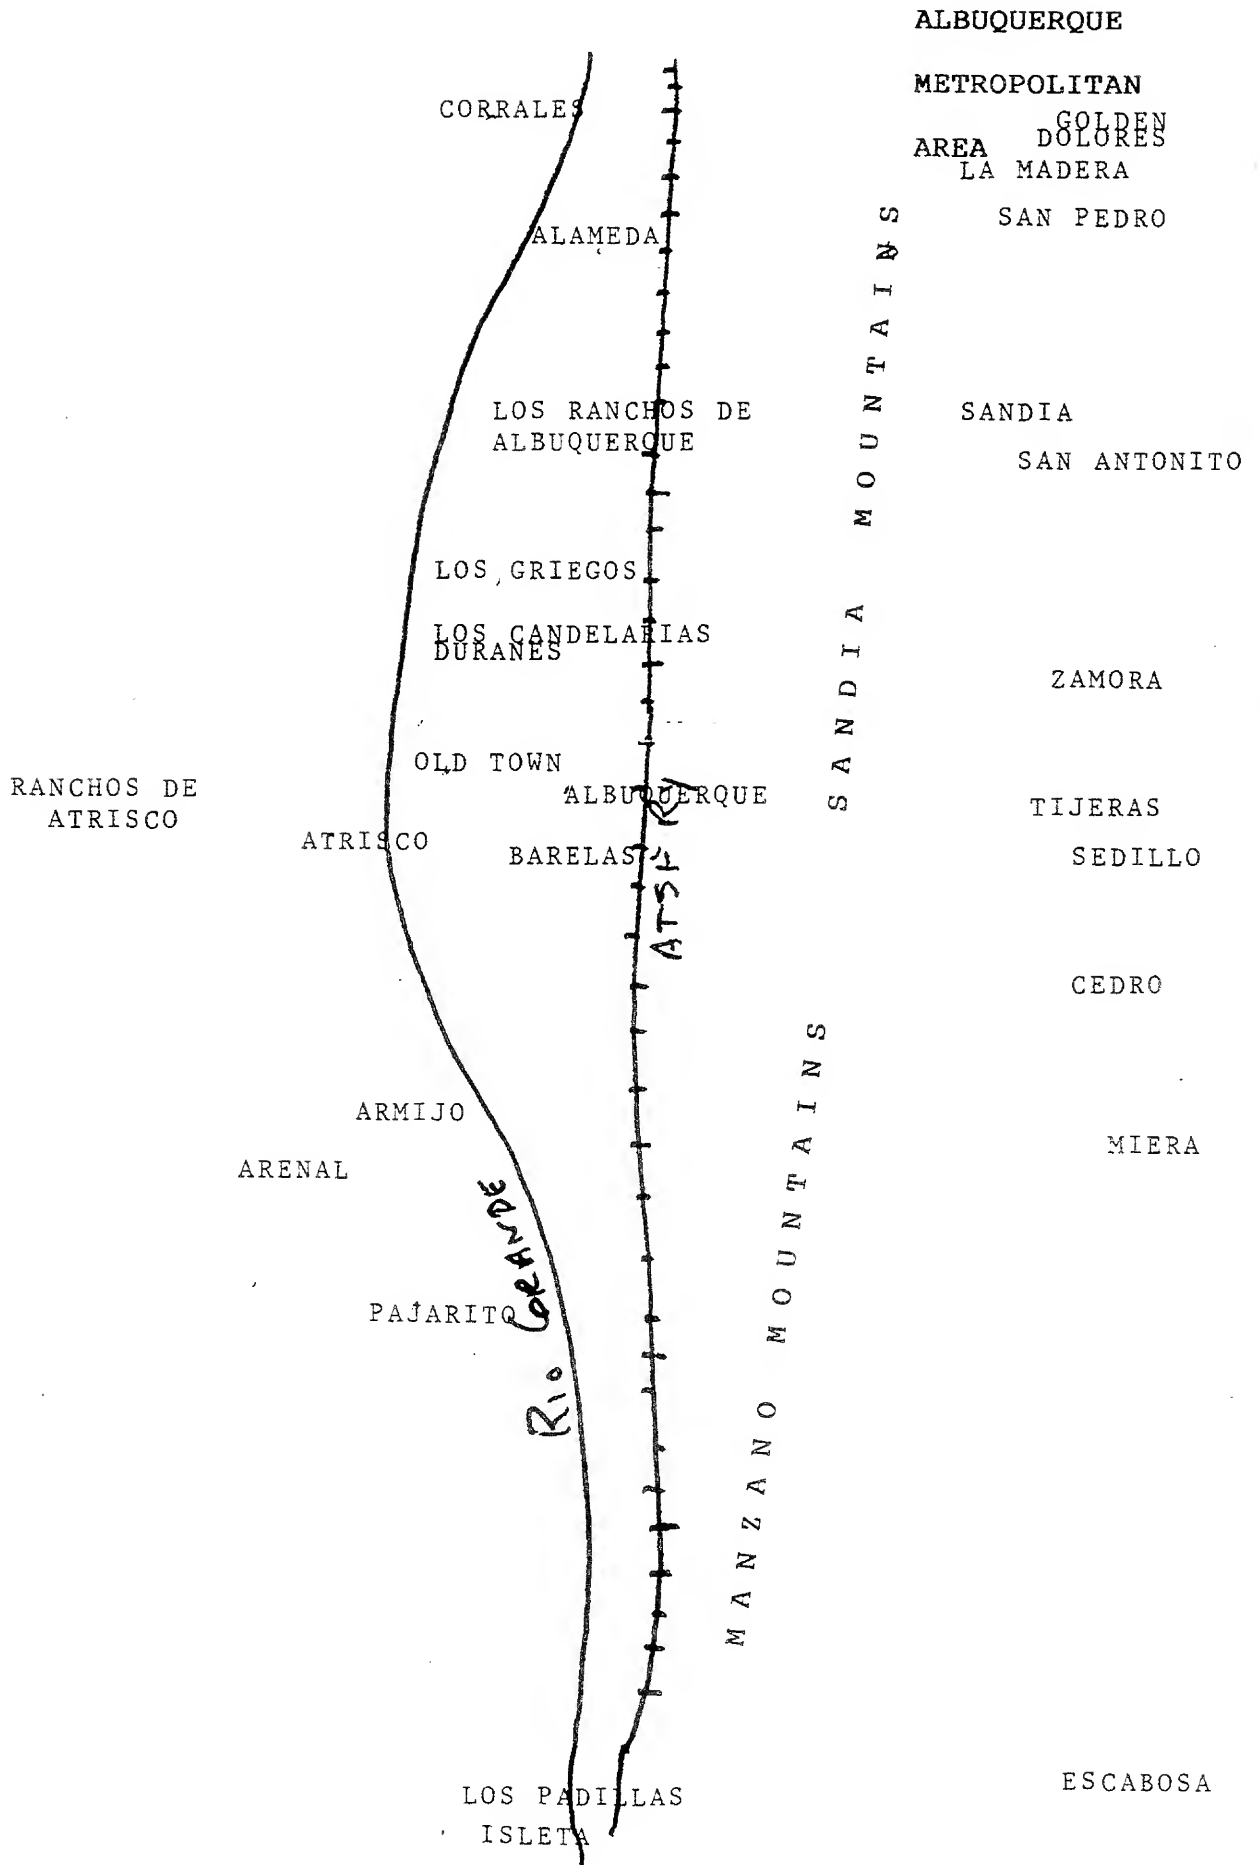 ALBUQUERQUE
METROPOLITAN
AREA
GOLDEN
DOLORES
LA MADERA
SAN PEDRO
CORRALES
ALAMEDA
SANDIA MOUNTAINS
LOS RANCHOS DE
ALBUQUERQUE
SANDIA
SAN ANTONITO
LOS GRIEGOS
LOS CANDELARIAS
DURANES
ZAMORA
OLD TOWN
RANCHOS DE
ATRISCO
ALBUQUERQUE
TIJERAS
ATRISCO
BARELAS
SEDILLO
ATSF RY
CEDRO
MANZANO MOUNTAINS
ARMIJO
MIERA
ARENAL
RIO GRANDE
PAJARITO
ESCABOSA
LOS PADILLAS
ISLETA